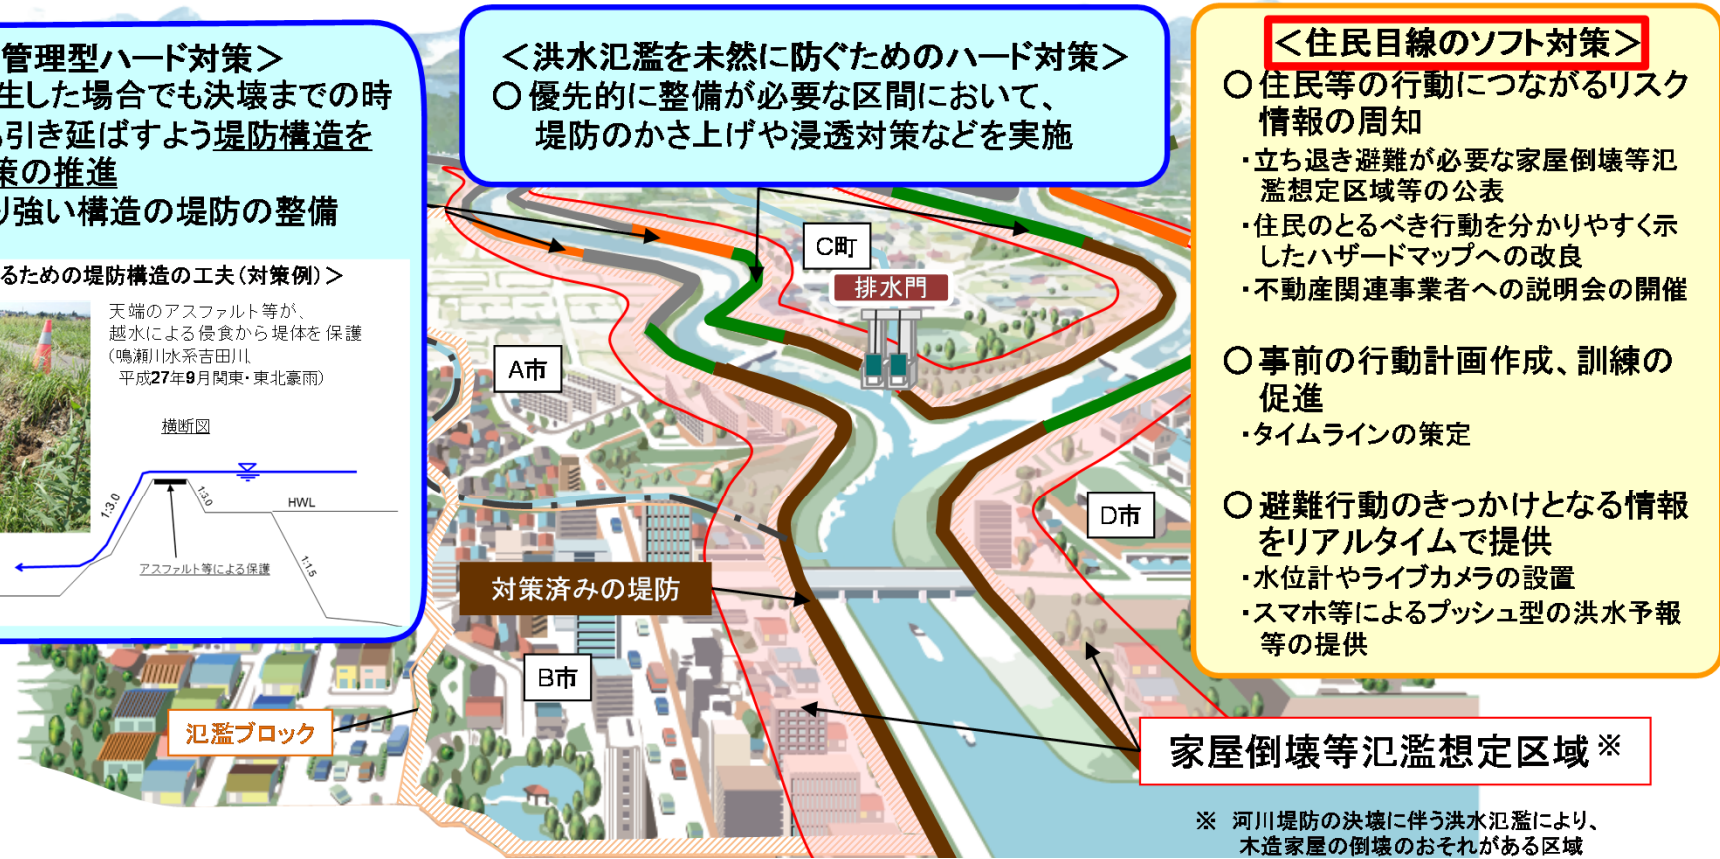 管理型ハード対策＞
生した場合でも決壊までの時
引き延ばすよう堤防構造を
策の推進
り強い構造の堤防の整備
るための堤防構造の工夫(対策例)＞
天端のアスファルト等が、
越水による侵食から堤体を保護
(鳴瀬川水系吉田川、
平成27年9月関東・東北豪雨)
横断図
1:3.0
1:3.0
HWL
1:1.5
アスファルト等による保護
＜洪水氾濫を未然に防ぐためのハード対策＞
○優先的に整備が必要な区間において、
堤防のかさ上げや浸透対策などを実施
C町
排水門
A市
D市
対策済みの堤防
B市
氾濫ブロック
＜住民目線のソフト対策＞
○住民等の行動につながるリスク
情報の周知
・立ち退き避難が必要な家屋倒壊等氾
濫想定区域等の公表
・住民のとるべき行動を分かりやすく示
したハザードマップへの改良
・不動産関連事業者への説明会の開催
○事前の行動計画作成、訓練の
促進
・タイムラインの策定
○避難行動のきっかけとなる情報
をリアルタイムで提供
・水位計やライブカメラの設置
・スマホ等によるプッシュ型の洪水予報
等の提供
家屋倒壊等氾濫想定区域※
※ 河川堤防の決壊に伴う洪水氾濫により、
木造家屋の倒壊のおそれがある区域